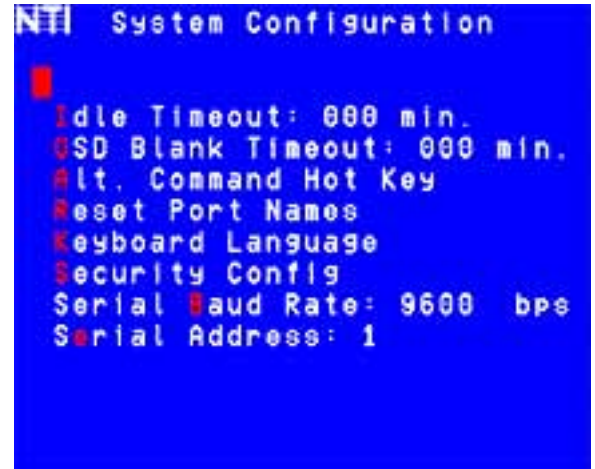 NTI System Configuration
Idle Timeout: 000 min.
OSD Blank Timeout: 000 min.
Alt. Command Hot Key
Reset Port Names
Keyboard Language
Security Config
Serial Baud Rate: 9600 bps
Serial Address: 1